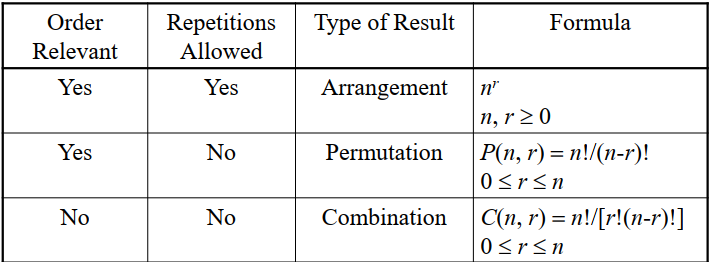 Order Relevant	Repetitions Allowed	Type of Result	Formula
Yes	Yes	Arrangement	nʳ
n, r ≥ 0
Yes	No	Permutation	P(n, r) = n!/(n-r)!
0 ≤ r ≤ n
No	No	Combination	C(n, r) = n!/[r!(n-r)!]
0 ≤ r ≤ n